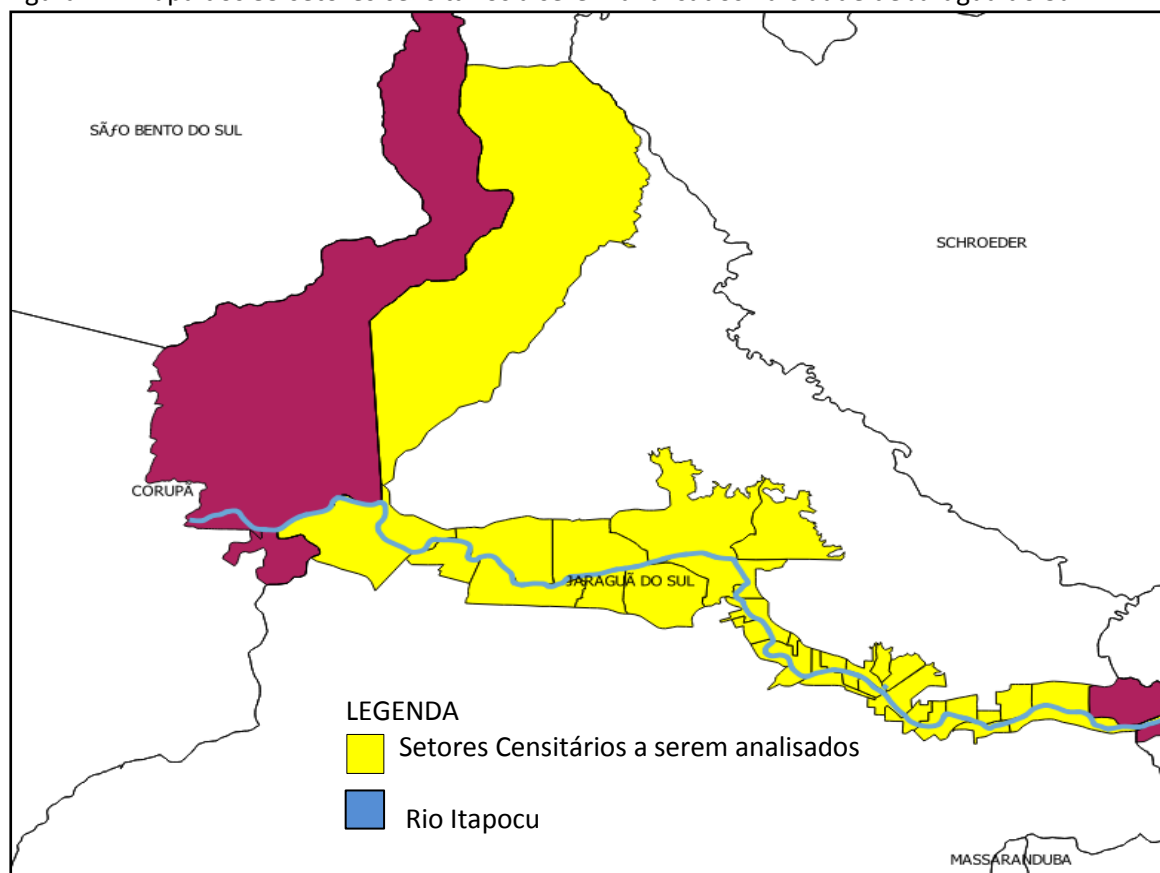 SÃƒO BENTO DO SUL
SCHROEDER
CORUPÃ
JARAGUÃ DO SUL
LEGENDA
Setores Censitários a serem analisados
Rio Itapocu
MASSARANDUBA